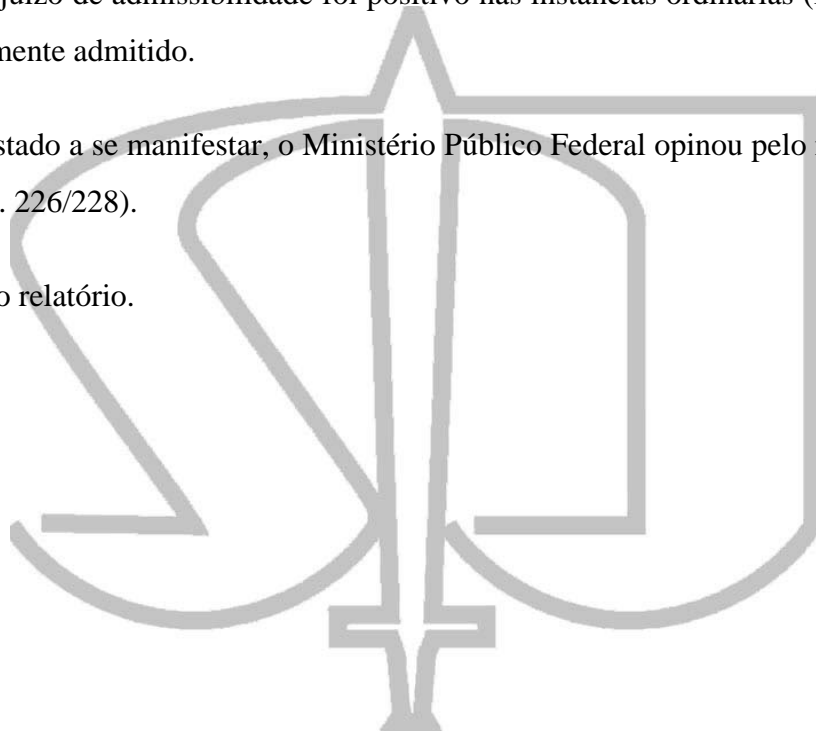 juízo de admissibilidade foi positivo nas instâncias ordinárias (
mente admitido.
stado a se manifestar, o Ministério Público Federal opinou pelo
. 226/228).
o relatório.